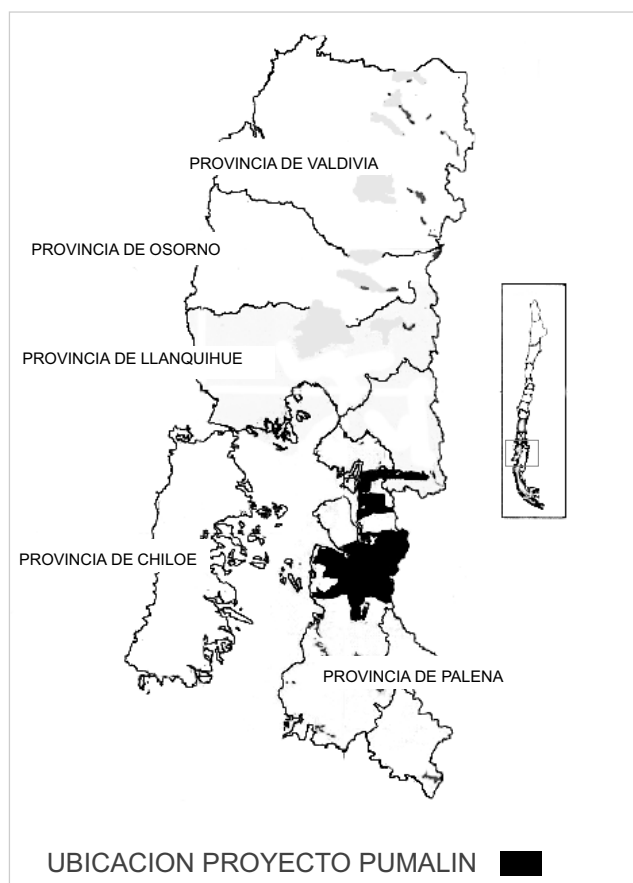 PROVINCIA DE VALDIVIA
PROVINCIA DE OSORNO
PROVINCIA DE LLANQUIHUE
PROVINCIA DE CHILOE
PROVINCIA DE PALENA
UBICACION PROYECTO PUMALIN